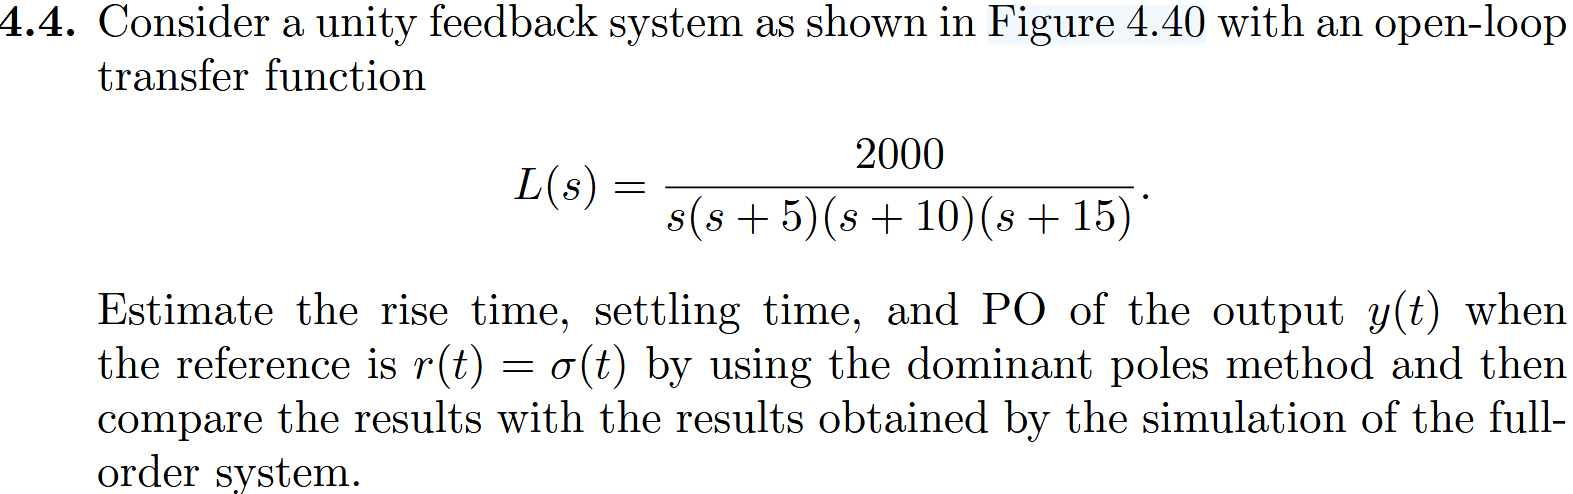 4.4. Consider a unity feedback system as shown in Figure 4.40 with an open-loop
transfer function
L(s) = 2000 / s(s + 5)(s + 10)(s + 15).
Estimate the rise time, settling time, and PO of the output y(t) when
the reference is r(t) = σ(t) by using the dominant poles method and then
compare the results with the results obtained by the simulation of the full-
order system.